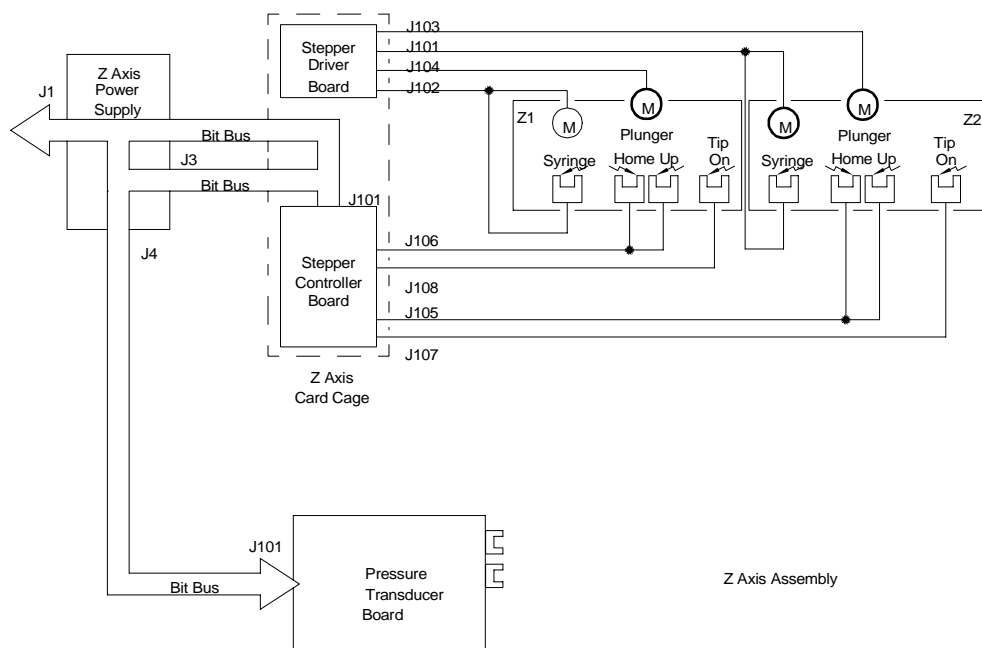 J103
Stepper
Driver
Board
J101
J104
J102
Z Axis
Power
Supply
J1
Bit Bus
J3
Bit Bus
J101
J4
Z1
M
M
Plunger
Syringe
Home Up
Tip
On
M
M
Z2
Plunger
Syringe
Home Up
Tip
On
J106
Stepper
Controller
Board
J108
J105
J107
Z Axis
Card Cage
J101
Bit Bus
Pressure
Transducer
Board
Z Axis Assembly